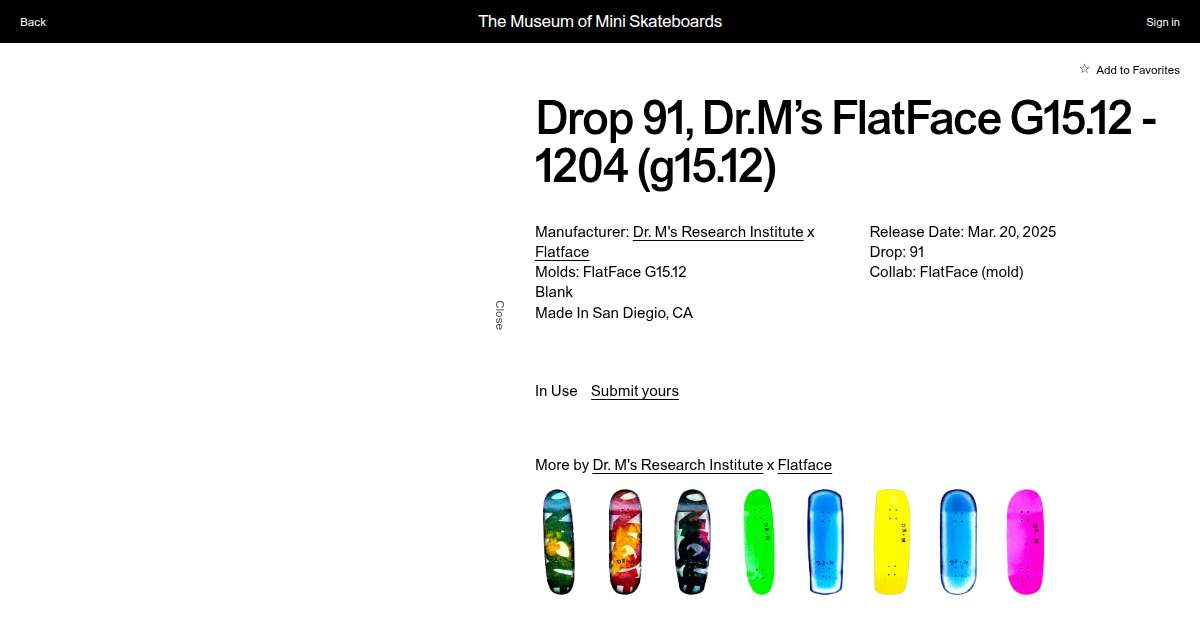 Back
The Museum of Mini Skateboards
Sign in
☆ Add to Favorites
Drop 91, Dr.M’s FlatFace G15.12 -
1204 (g15.12)
Manufacturer: Dr. M's Research Institute x
Flatface
Molds: FlatFace G15.12
Blank
Made In San Diegio, CA
Release Date: Mar. 20, 2025
Drop: 91
Collab: FlatFace (mold)
Close
In Use Submit yours
More by Dr. M's Research Institute x Flatface